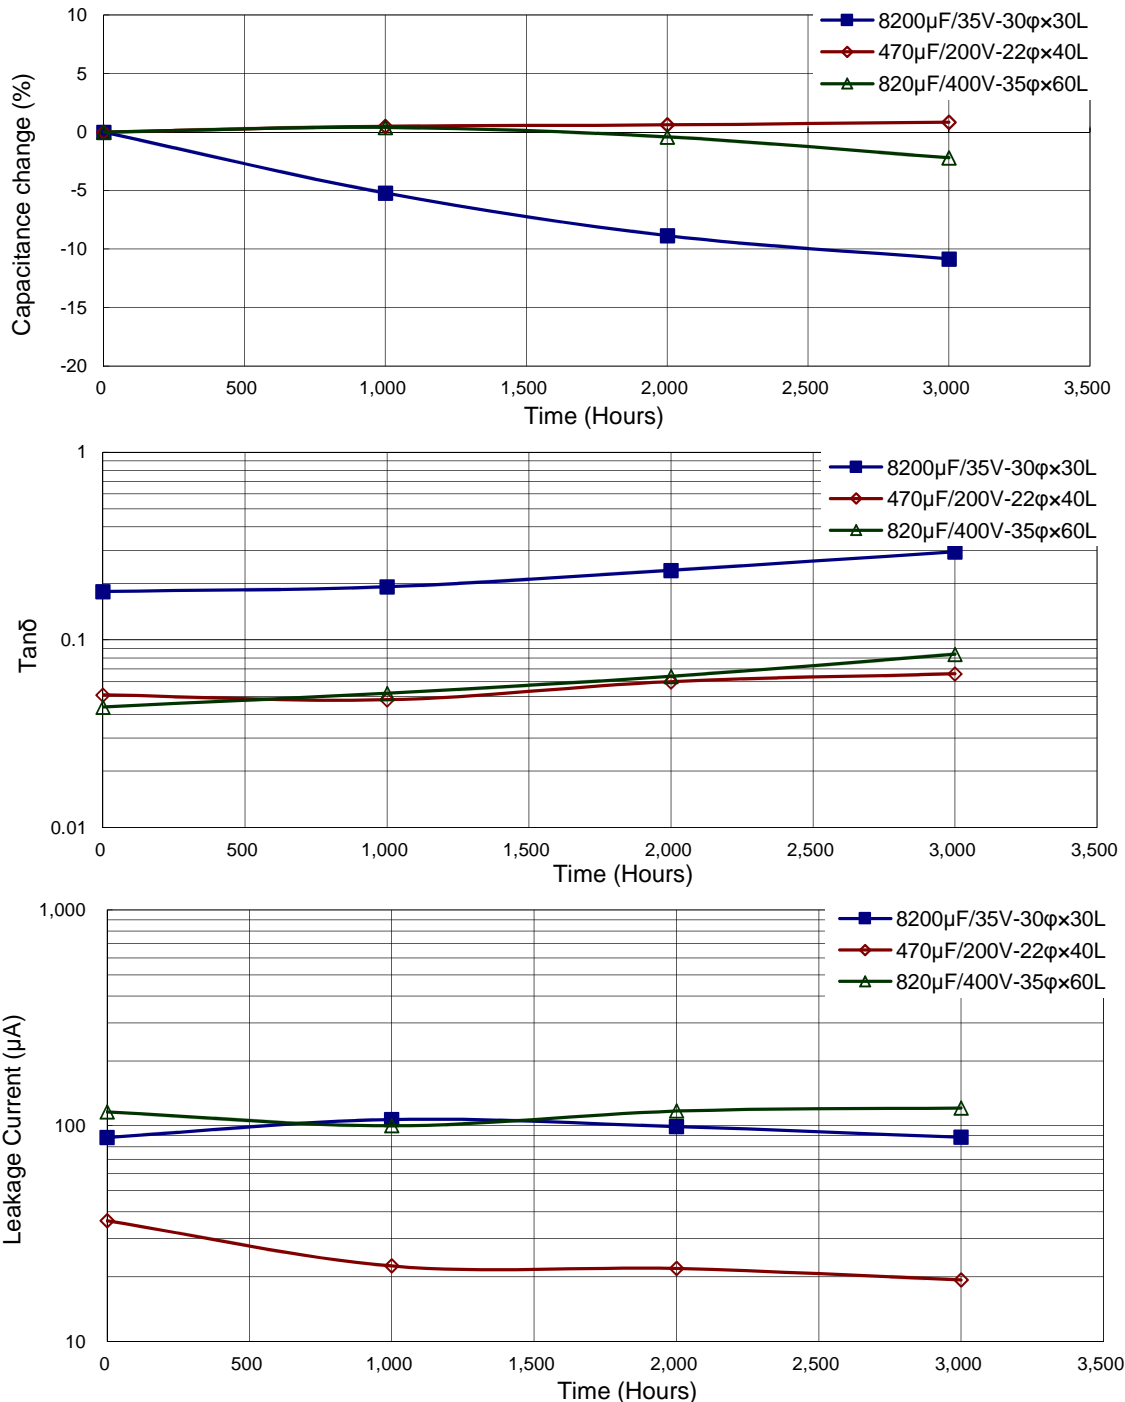 10
5
0
-5
-10
-15
-20
Capacitance change (%)
8200μF/35V-30φ×30L
470μF/200V-22φ×40L
820μF/400V-35φ×60L
0 500 1,000 1,500 2,000 2,500 3,000 3,500
Time (Hours)
1
0.1
0.01
Tanδ
8200μF/35V-30φ×30L
470μF/200V-22φ×40L
820μF/400V-35φ×60L
0 500 1,000 1,500 2,000 2,500 3,000 3,500
Time (Hours)
1,000
100
10
Leakage Current (μA)
8200μF/35V-30φ×30L
470μF/200V-22φ×40L
820μF/400V-35φ×60L
0 500 1,000 1,500 2,000 2,500 3,000 3,500
Time (Hours)